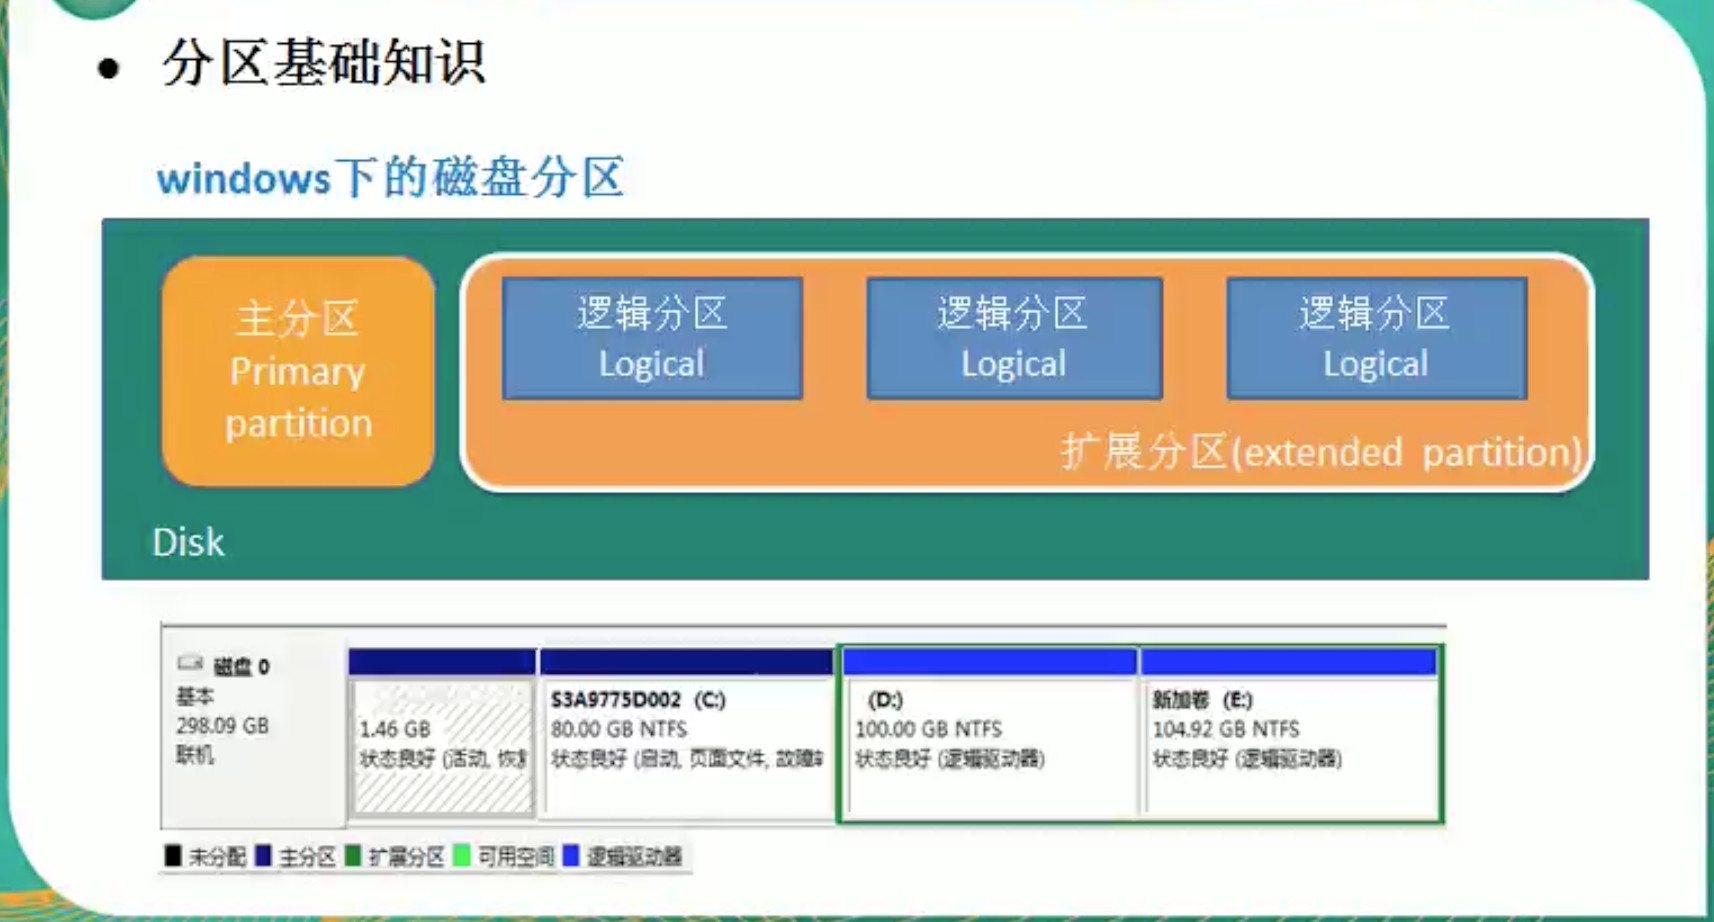 分区基础知识
windows下的磁盘分区
主分区
Primary
partition
逻辑分区
Logical
逻辑分区
Logical
逻辑分区
Logical
扩展分区(extended partition)
Disk
磁盘 0
基本
298.09 GB
联机
1.46 GB
状态良好 (活动, 恢
S3A9775D002 (C:)
80.00 GB NTFS
状态良好 (启动, 页面文件, 故障
(D:)
100.00 GB NTFS
状态良好 (逻辑驱动器)
新加卷 (E:)
104.92 GB NTFS
状态良好 (逻辑驱动器)
未分配 主分区 扩展分区 可用空间 逻辑驱动器